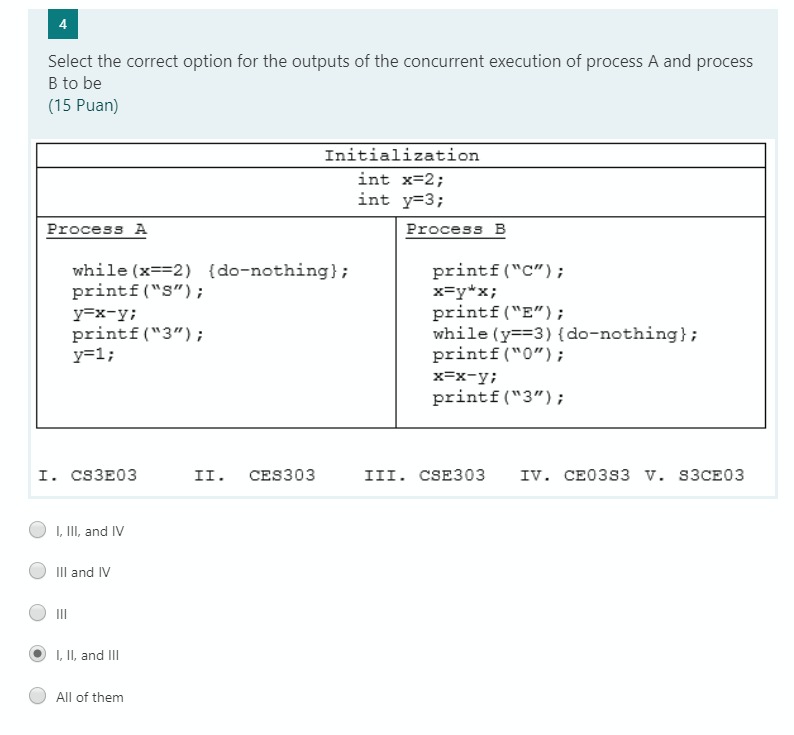 4
Select the correct option for the outputs of the concurrent execution of process A and process
B to be
(15 Puan)
Initialization
int x=2;
int y=3;
Process A
while(x==2) {do-nothing};
printf("S");
y=x-y;
printf("3");
y=1;
Process B
printf("C");
x=y*x;
printf("E");
while(y==3){do-nothing};
printf("0");
x=x-y;
printf("3");
I. CS3E03 II. CES303 III. CSE303 IV. CE03S3 V. S3CE03
I, III, and IV
III and IV
III
I, II, and III
All of them